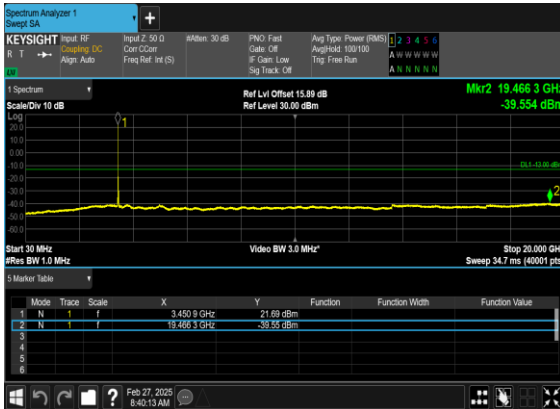 Spectrum Analyzer 1
Swept SA
+
KEYSIGHT Input: RF Input Z: 50 Ω #Atten: 30 dB PNO: Fast Avg Type: Power (RMS) 1 2 3 4 5 6
R T Coupling: DC Corr CCorr Gate: Off Avg|Hold: 100/100 A W W W W W
Align: Auto Freq Ref: Int (S) IF Gain: Low Trig: Free Run
LW Sig Track: Off A N N N N N
1 Spectrum Ref Lvl Offset 15.89 dB Mkr2 19.466 3 GHz
Scale/Div 10 dB Ref Level 30.00 dBm -39.554 dBm
Log
20.0
10.0
0.00
-10.0
-20.0
-30.0
-40.0
-50.0
-60.0
1
DL1 -13.00 dBm
2
Start 30 MHz Video BW 3.0 MHz* Stop 20.000 GHz
#Res BW 1.0 MHz Sweep 34.7 ms (40001 pts)
5 Marker Table
Mode Trace Scale X Y Function Function Width Function Value
1 N 1 f 3.450 9 GHz 21.69 dBm
2 N 1 f 19.466 3 GHz -39.55 dBm
3
4
5
6
? Feb 27, 2025
8:40:13 AM